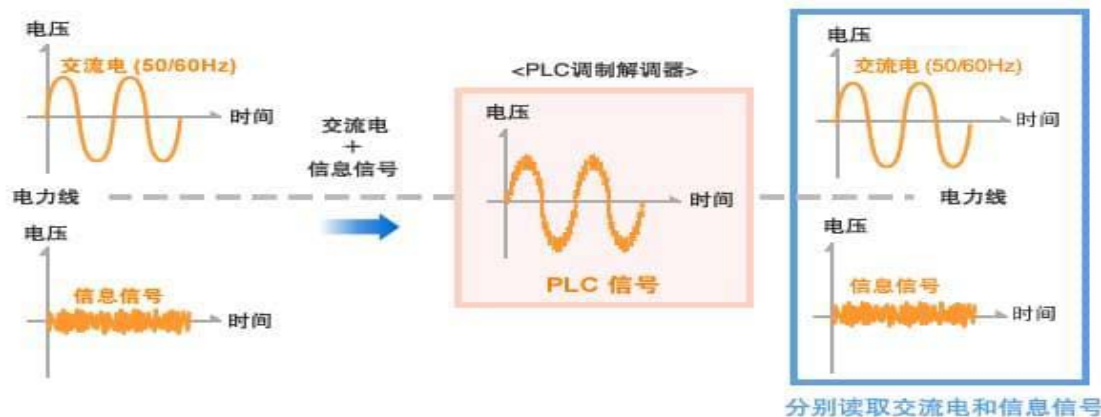 电压
交流电 (50/60Hz)
时间
电力线
电压
信息信号
时间
交流电
+
信息信号
<PLC调制解调器>
电压
时间
PLC 信号
电压
交流电 (50/60Hz)
时间
电力线
电压
信息信号
时间
分别读取交流电和信息信号